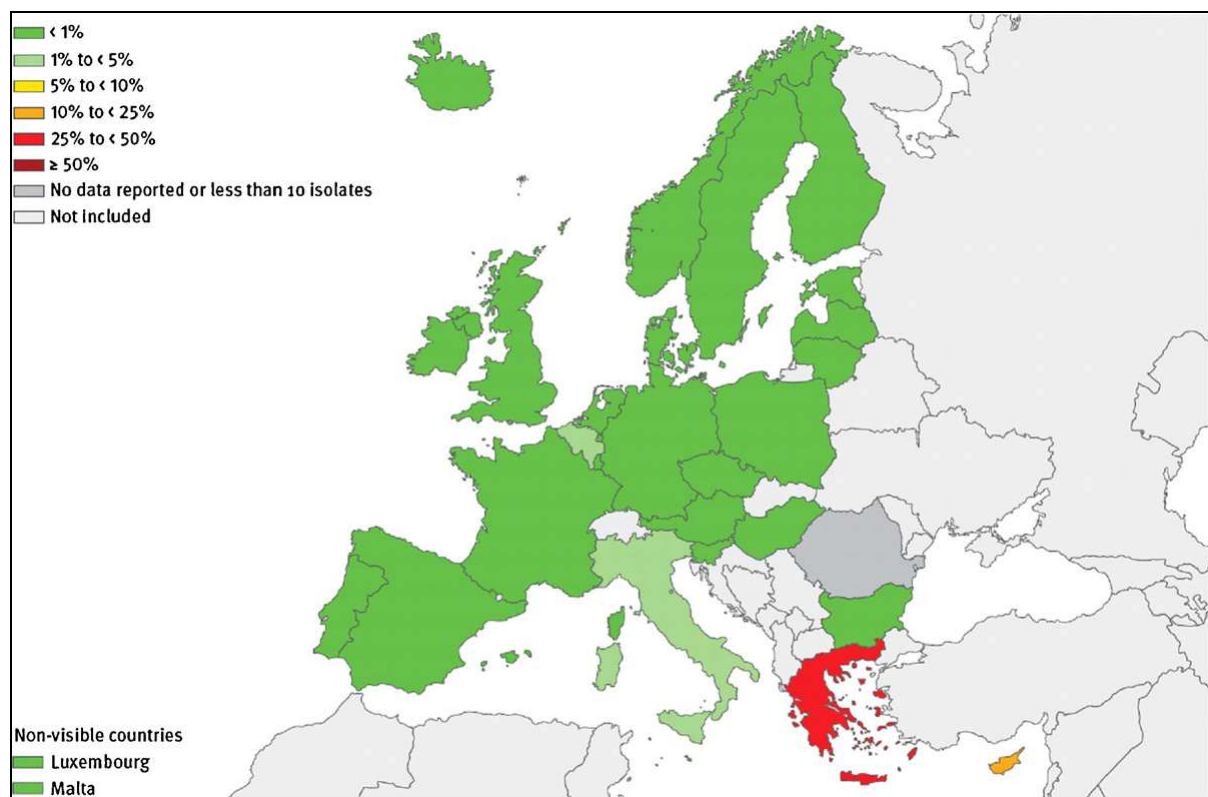 < 1%
1% to < 5%
5% to < 10%
10% to < 25%
25% to < 50%
≥ 50%
No data reported or less than 10 isolates
Not included
Non-visible countries
Luxembourg
Malta